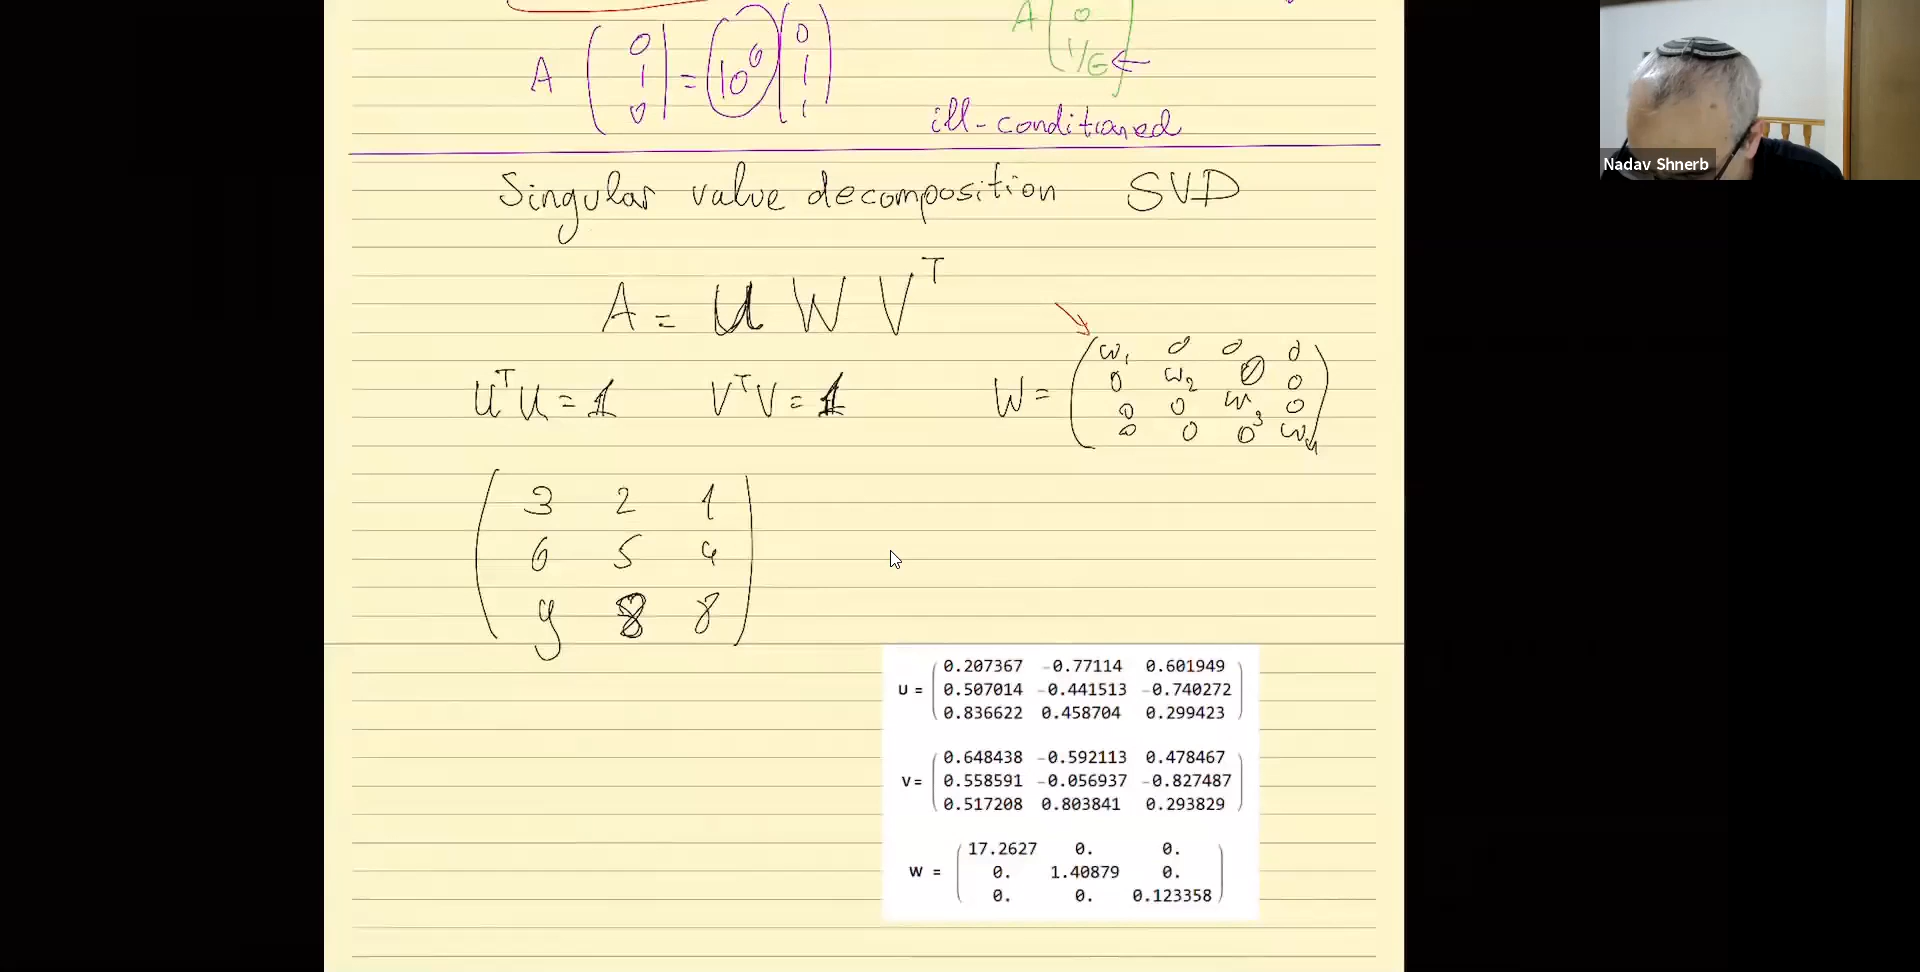 A ( 0 1 0 ) = 10⁶ ( 0 1 1 )
A ( 0 1/ε )
ill-conditioned
Singular value decomposition SVD
A = U W Vᵀ
UᵀU = 1 VᵀV = 1 W = ( w₁ 0 0 0
0 w₂ 0 0
0 0 w₃ 0
0 0 0 w₄ )
( 3 2 1
6 5 4
9 8 8 )
U = ( 0.207367 -0.77114 0.601949
0.507014 -0.441513 -0.740272
0.836622 0.458704 0.299423 )
V = ( 0.648438 -0.592113 0.478467
0.558591 -0.056937 -0.827487
0.517208 0.803841 0.293829 )
W = ( 17.2627 0. 0.
0. 1.40879 0.
0. 0. 0.123358 )
Nadav Shnerb